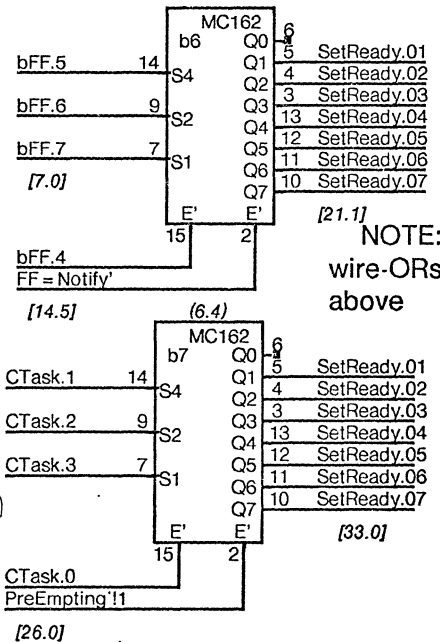 MC162
b6
Q0 6
Q1 5 SetReady.01
bFF.5 14 S4
Q2 4 SetReady.02
Q3 3 SetReady.03
bFF.6 9 S2
Q4 13 SetReady.04
Q5 12 SetReady.05
bFF.7 7 S1
Q6 11 SetReady.06
Q7 10 SetReady.07
[7.0]
E' E'
[21.1]
15 2
NOTE:
bFF.4
wire-ORs
FF = Notify'
above
[14.5]
(6.4)
MC162
b7
Q0 6
Q1 5 SetReady.01
CTask.1 14 S4
Q2 4 SetReady.02
Q3 3 SetReady.03
CTask.2 9 S2
Q4 13 SetReady.04
Q5 12 SetReady.05
CTask.3 7 S1
Q6 11 SetReady.06
Q7 10 SetReady.07
)
E' E'
[33.0]
15 2
CTask.0
PreEmpting'!1
[26.0]